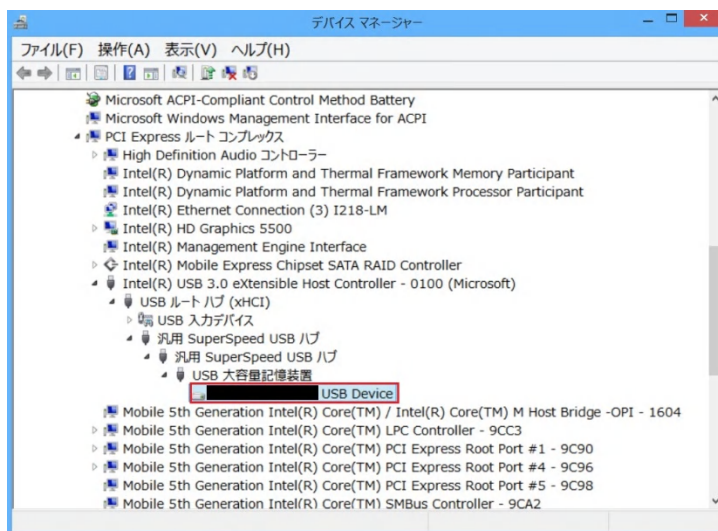 デバイス マネージャー
ファイル(F) 操作(A) 表示(V) ヘルプ(H)
Microsoft ACPI-Compliant Control Method Battery
Microsoft Windows Management Interface for ACPI
PCI Express ルート コンプレックス
High Definition Audio コントローラー
Intel(R) Dynamic Platform and Thermal Framework Memory Participant
Intel(R) Dynamic Platform and Thermal Framework Processor Participant
Intel(R) Ethernet Connection (3) I218-LM
Intel(R) HD Graphics 5500
Intel(R) Management Engine Interface
Intel(R) Mobile Express Chipset SATA RAID Controller
Intel(R) USB 3.0 eXtensible Host Controller - 0100 (Microsoft)
USB ルート ハブ (xHCI)
USB 入力デバイス
汎用 SuperSpeed USB ハブ
汎用 SuperSpeed USB ハブ
USB 大容量記憶装置
USB Device
Mobile 5th Generation Intel(R) Core(TM) / Intel(R) Core(TM) M Host Bridge -OPI - 1604
Mobile 5th Generation Intel(R) Core(TM) LPC Controller - 9CC3
Mobile 5th Generation Intel(R) Core(TM) PCI Express Root Port #1 - 9C90
Mobile 5th Generation Intel(R) Core(TM) PCI Express Root Port #4 - 9C96
Mobile 5th Generation Intel(R) Core(TM) PCI Express Root Port #5 - 9C98
Mobile 5th Generation Intel(R) Core(TM) SMBus Controller - 9CA2